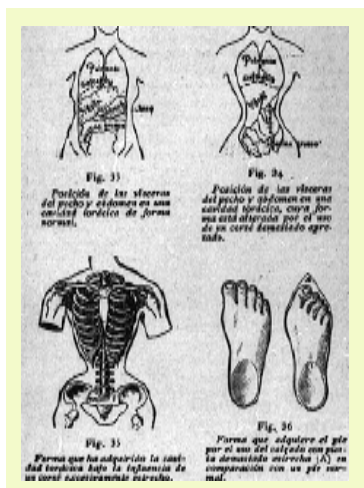 Pulmones
Pulmones
Fig. 33
Posición de las vísceras
del pecho y abdomen en una
cavidad torácica de forma
normal.
Fig. 34
Posición de las vísceras
del pecho y abdomen en una
cavidad torácica, cuya for-
ma está alterada por el uso
de un corsé demasiado apre-
tado.
Fig. 35
Forma que ha adquirido la cavi-
dad torácica bajo la influencia de
un corsé excesivamente estrecho.
Fig. 36
Forma que adquiere el pie
por el uso del calzado con pun-
ta demasiado estrecha (A) en
comparación con un pie nor-
mal.